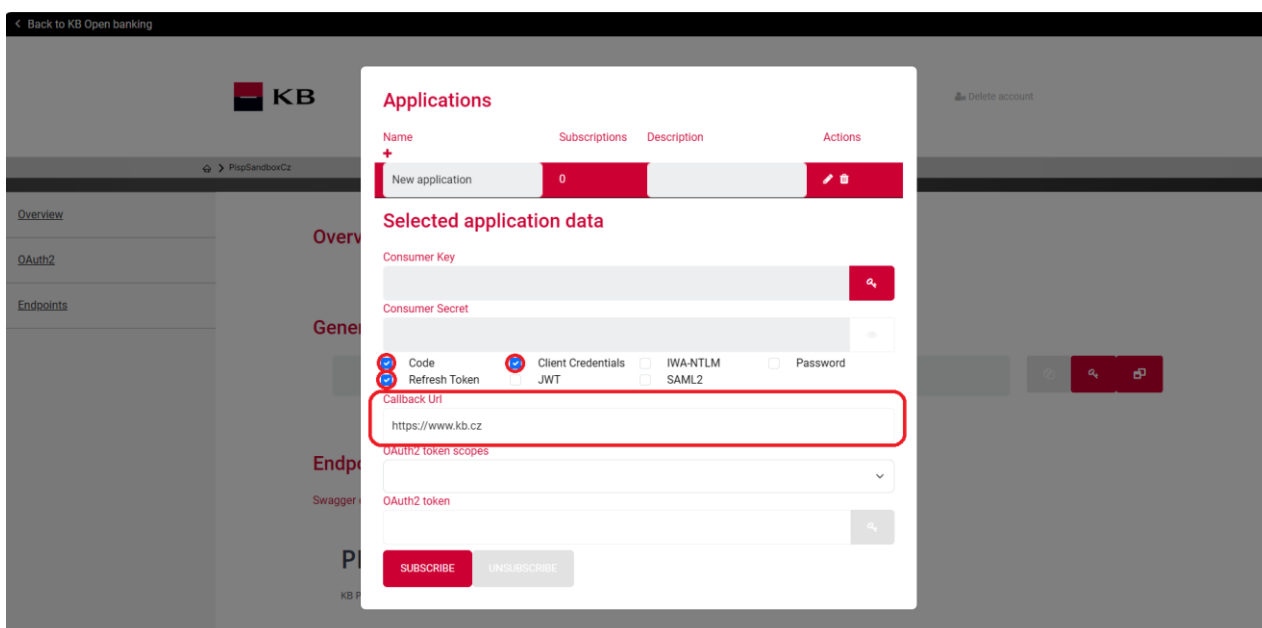 Back to KB Open banking
KB
Delete account
PispSandboxCz
Overview
OAuth2
Endpoints
Overv
Gener
Endpo
Swagger
KB P
Applications
Name Subscriptions Description Actions
New application 0
Selected application data
Consumer Key
Consumer Secret
Code Client Credentials IWA-NTLM Password
Refresh Token JWT SAML2
Callback Url
https://www.kb.cz
OAuth2 token scopes
OAuth2 token
SUBSCRIBE UNSUBSCRIBE